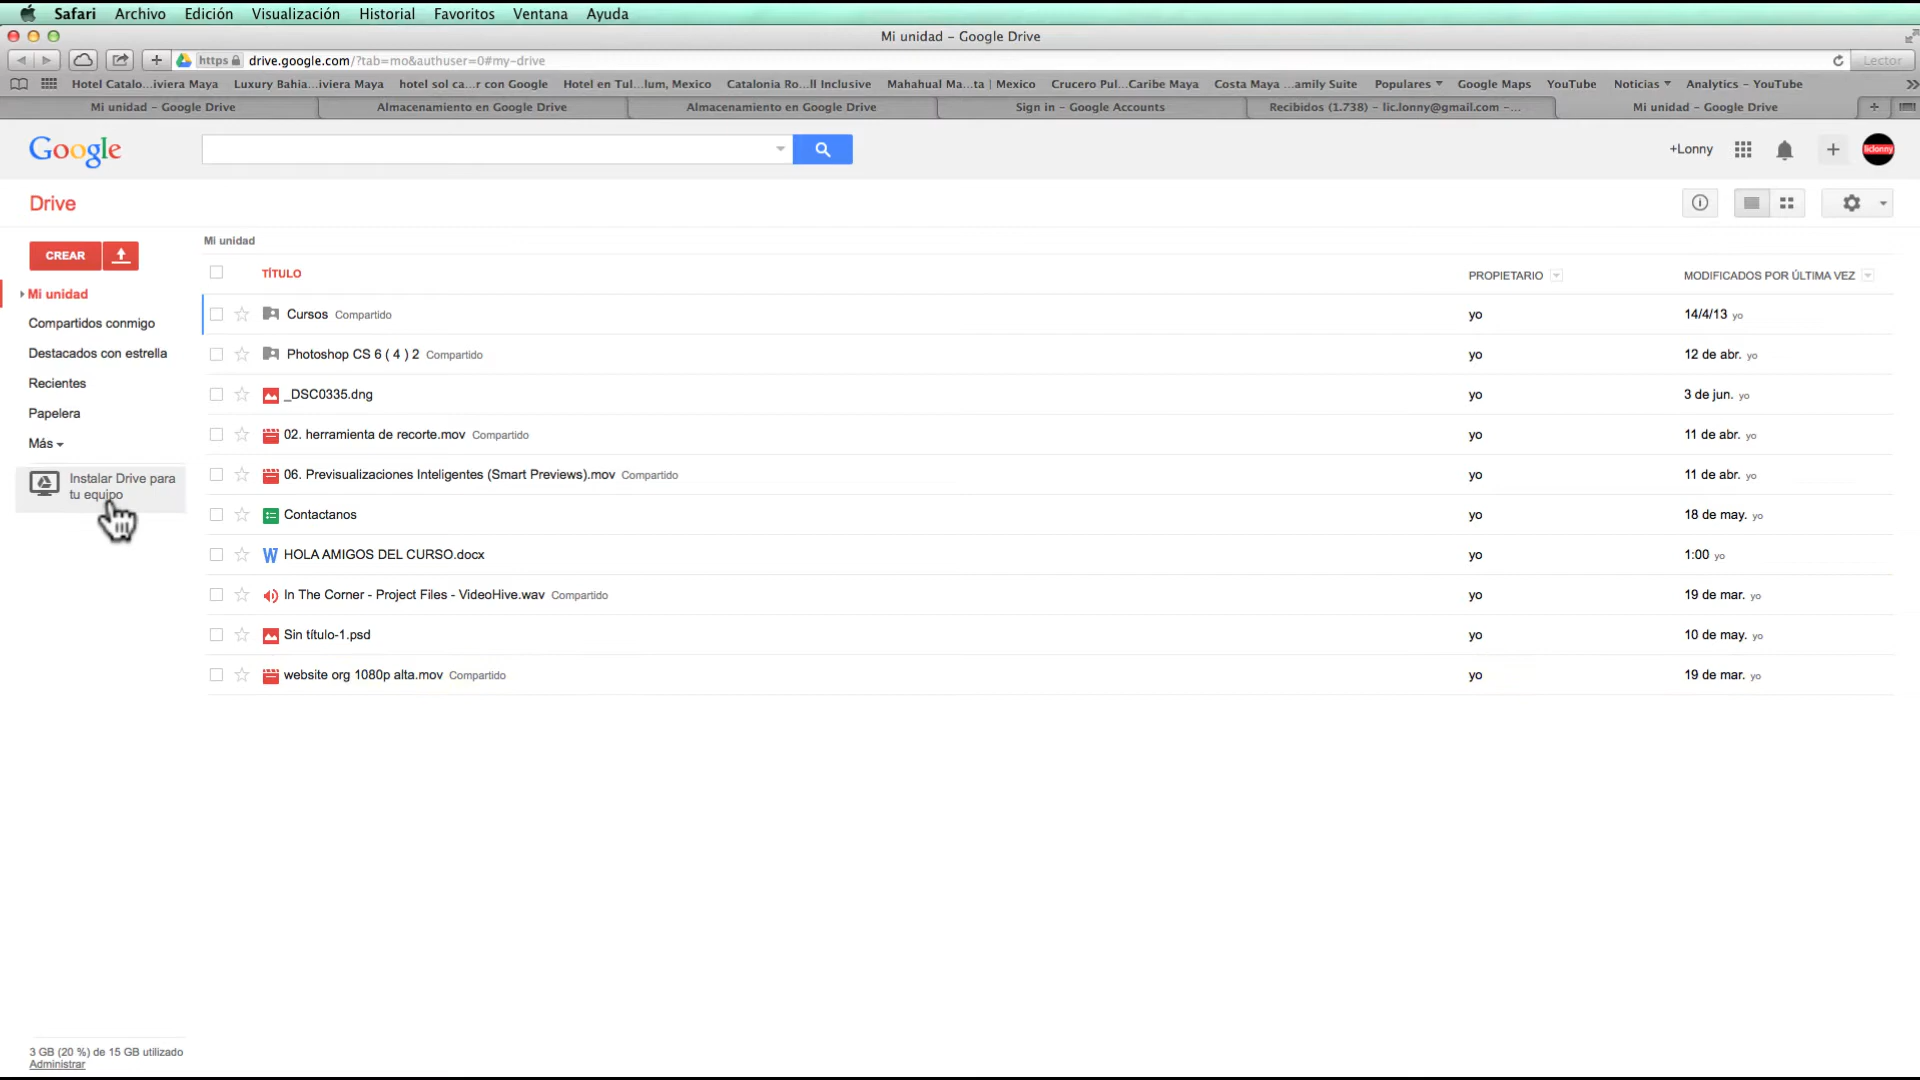 Safari Archivo Edición Visualización Historial Favoritos Ventana Ayuda
Mi unidad – Google Drive
https drive.google.com/?tab=mo&authuser=0#my-drive Lector
Hotel Catalo...iviera Maya Luxury Bahia...iviera Maya hotel sol ca...r con Google Hotel en Tul...lum, Mexico Catalonia Ro...ll Inclusive Mahahual Ma...ta | Mexico Crucero Pul...Caribe Maya Costa Maya ...amily Suite Populares Google Maps YouTube Noticias Analytics – YouTube
Mi unidad – Google Drive Almacenamiento en Google Drive Almacenamiento en Google Drive Sign in – Google Accounts Recibidos (1.738) – lic.lonny@gmail.com –... Mi unidad – Google Drive
Google +Lonny liclonny
Drive
CREAR
Mi unidad
Compartidos conmigo
Destacados con estrella
Recientes
Papelera
Más
Instalar Drive para
tu equipo
Mi unidad
TÍTULO PROPIETARIO MODIFICADOS POR ÚLTIMA VEZ
Cursos Compartido yo 14/4/13 yo
Photoshop CS 6 ( 4 ) 2 Compartido yo 12 de abr. yo
_DSC0335.dng yo 3 de jun. yo
02. herramienta de recorte.mov Compartido yo 11 de abr. yo
06. Previsualizaciones Inteligentes (Smart Previews).mov Compartido yo 11 de abr. yo
Contactanos yo 18 de may. yo
W HOLA AMIGOS DEL CURSO.docx yo 1:00 yo
In The Corner - Project Files - VideoHive.wav Compartido yo 19 de mar. yo
Sin título-1.psd yo 10 de may. yo
website org 1080p alta.mov Compartido yo 19 de mar. yo
3 GB (20 %) de 15 GB utilizado
Administrar